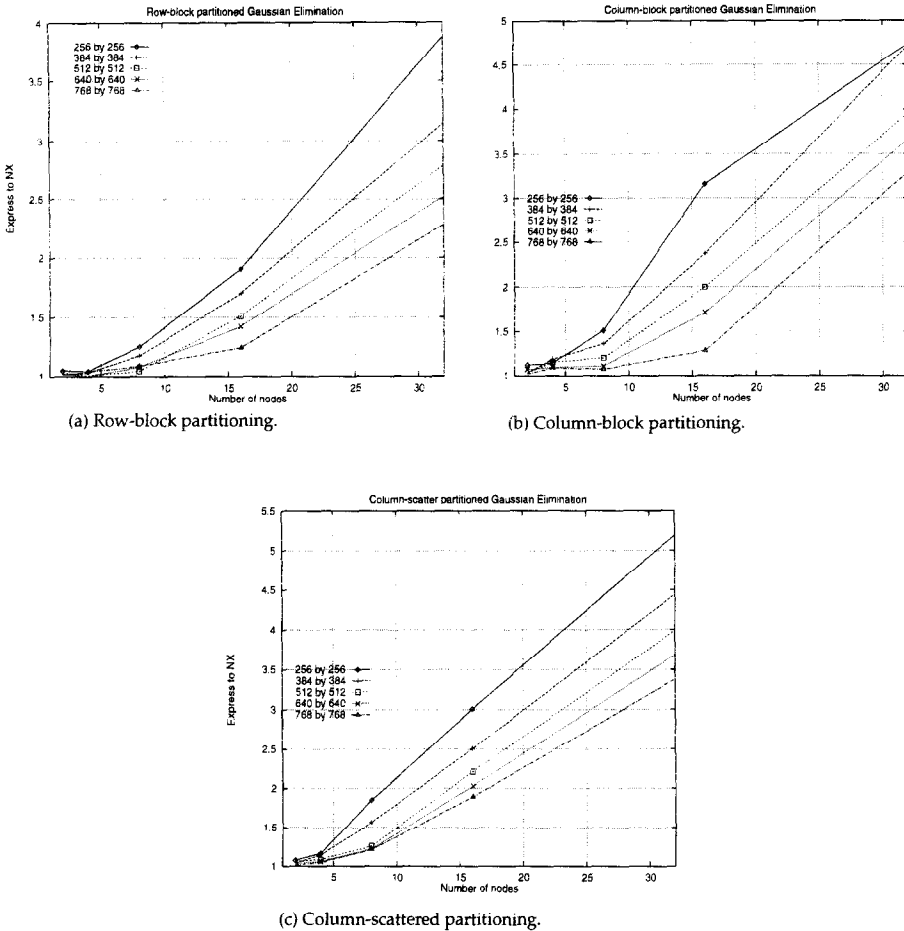 Row-block partitioned Gaussian Elimination
4
3.5
3
2.5
2
1.5
1
Express to NX
256 by 256
384 by 384
512 by 512
640 by 640
768 by 768
5 10 15 20 25 30
Number of nodes
(a) Row-block partitioning.
Column-block partitioned Gaussian Elimination
5
4.5
4
3.5
3
2.5
2
1.5
1
Express to NX
256 by 256
384 by 384
512 by 512
640 by 640
768 by 768
5 10 15 20 25 30
Number of nodes
(b) Column-block partitioning.
Column-scatter partitioned Gaussian Elimination
5.5
5
4.5
4
3.5
3
2.5
2
1.5
1
Express to NX
256 by 256
384 by 384
512 by 512
640 by 640
768 by 768
5 10 15 20 25 30
Number of nodes
(c) Column-scattered partitioning.